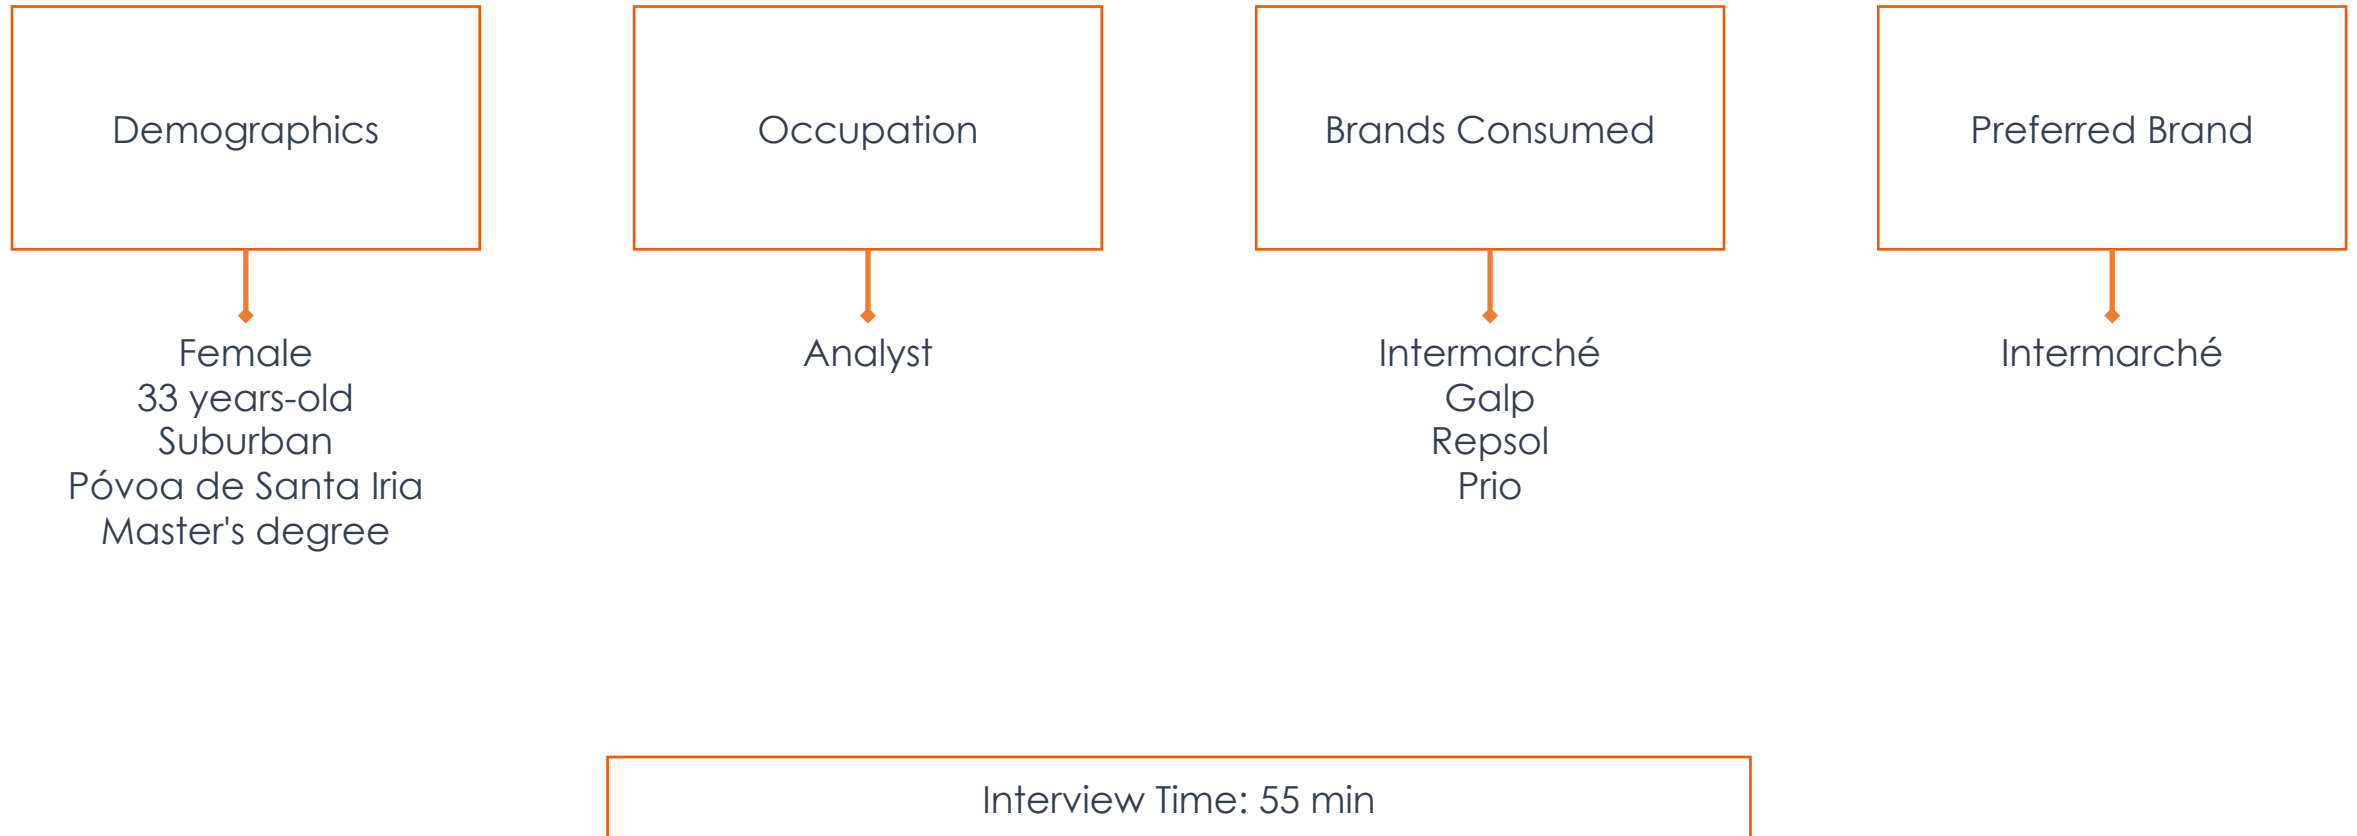 Demographics
Female
33 years-old
Suburban
Póvoa de Santa Iria
Master's degree
Occupation
Analyst
Brands Consumed
Intermarché
Galp
Repsol
Prio
Preferred Brand
Intermarché
Interview Time: 55 min